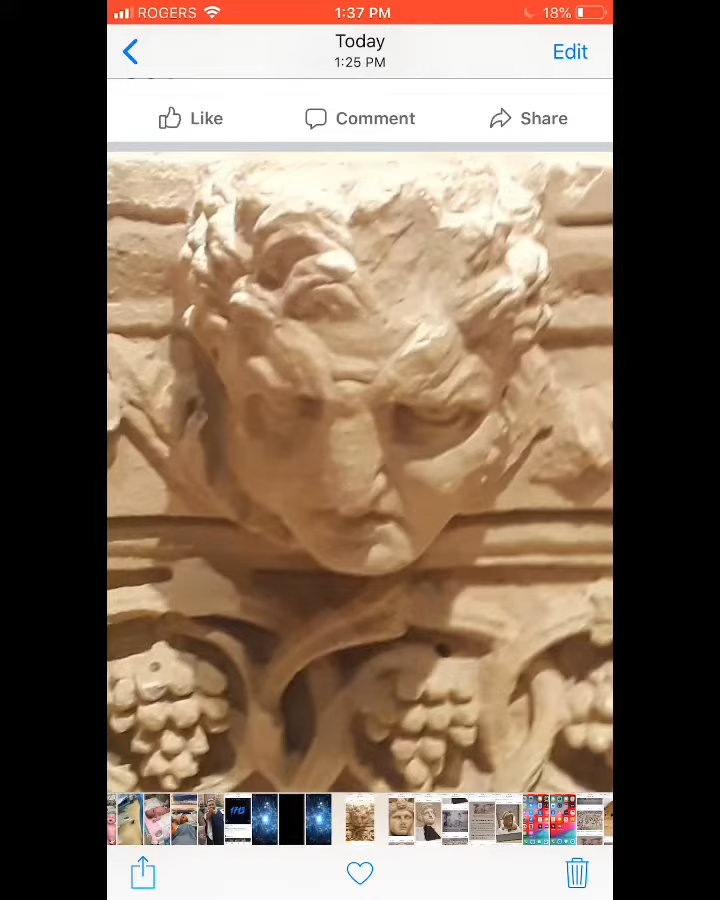 ROGERS 1:37 PM 18%
Today
1:25 PM
Edit
Like Comment Share